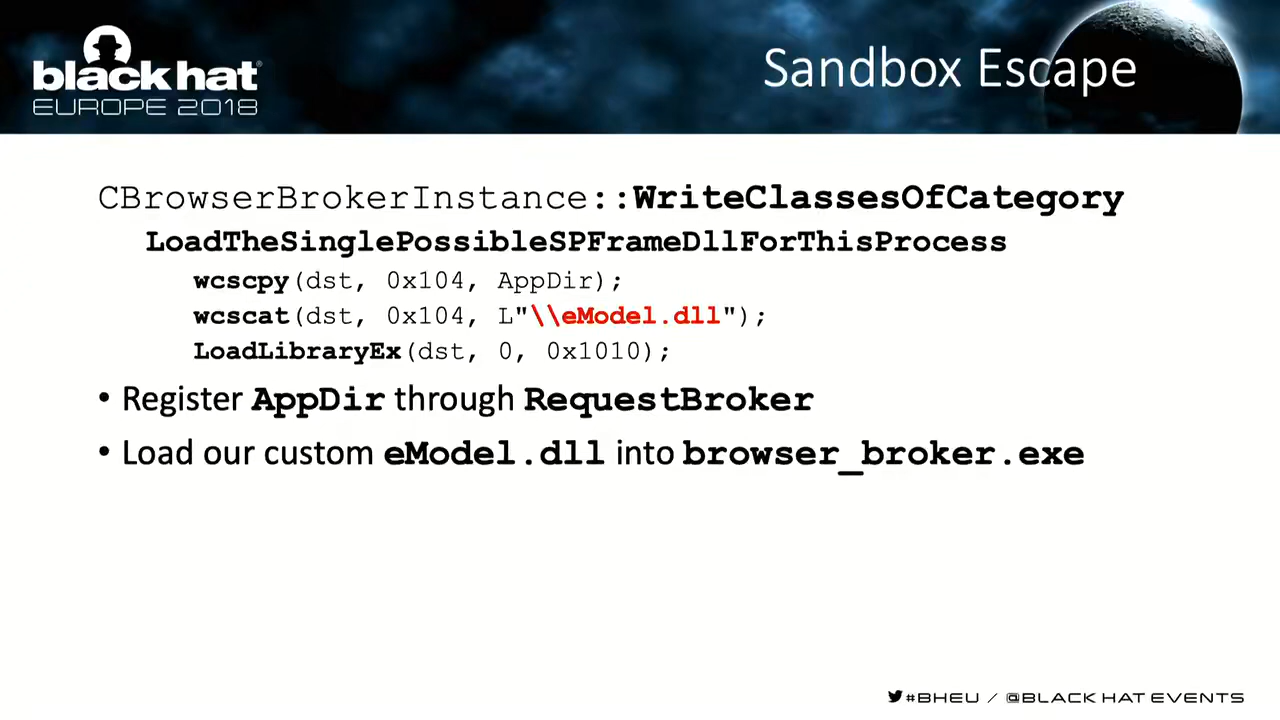 black hat
EUROPE 2018
Sandbox Escape
CBrowserBrokerInstance::WriteClassesOfCategory
LoadTheSinglePossibleSPFrameDllForThisProcess
wcscpy(dst, 0x104, AppDir);
wcscat(dst, 0x104, L"\\eModel.dll");
LoadLibraryEx(dst, 0, 0x1010);
• Register AppDir through RequestBroker
• Load our custom eModel.dll into browser_broker.exe
#BHEU / @BLACK HAT EVENTS